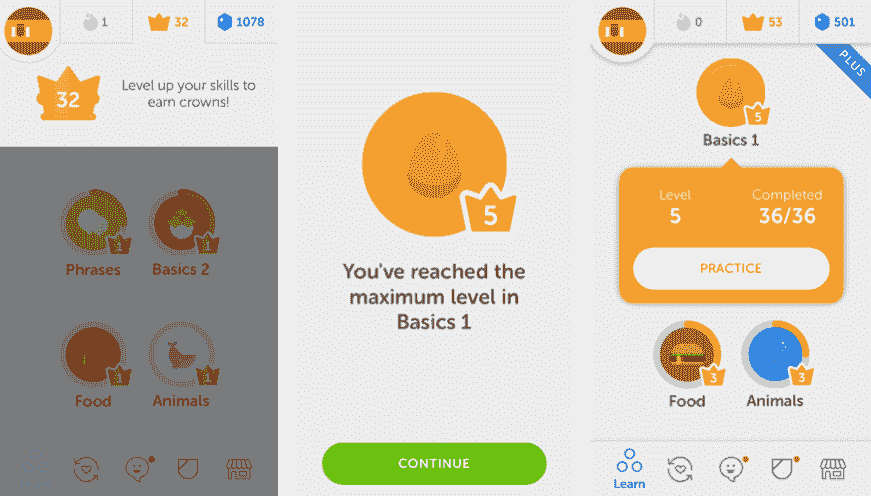 1
32
1078
32
Level up your skills to
earn crowns!
1
1
Phrases
Basics 2
1
1
Food
Animals
5
You've reached the
maximum level in
Basics 1
CONTINUE
0
53
501
PLUS
5
Basics 1
Level
Completed
5
36/36
PRACTICE
3
3
Food
Animals
Learn